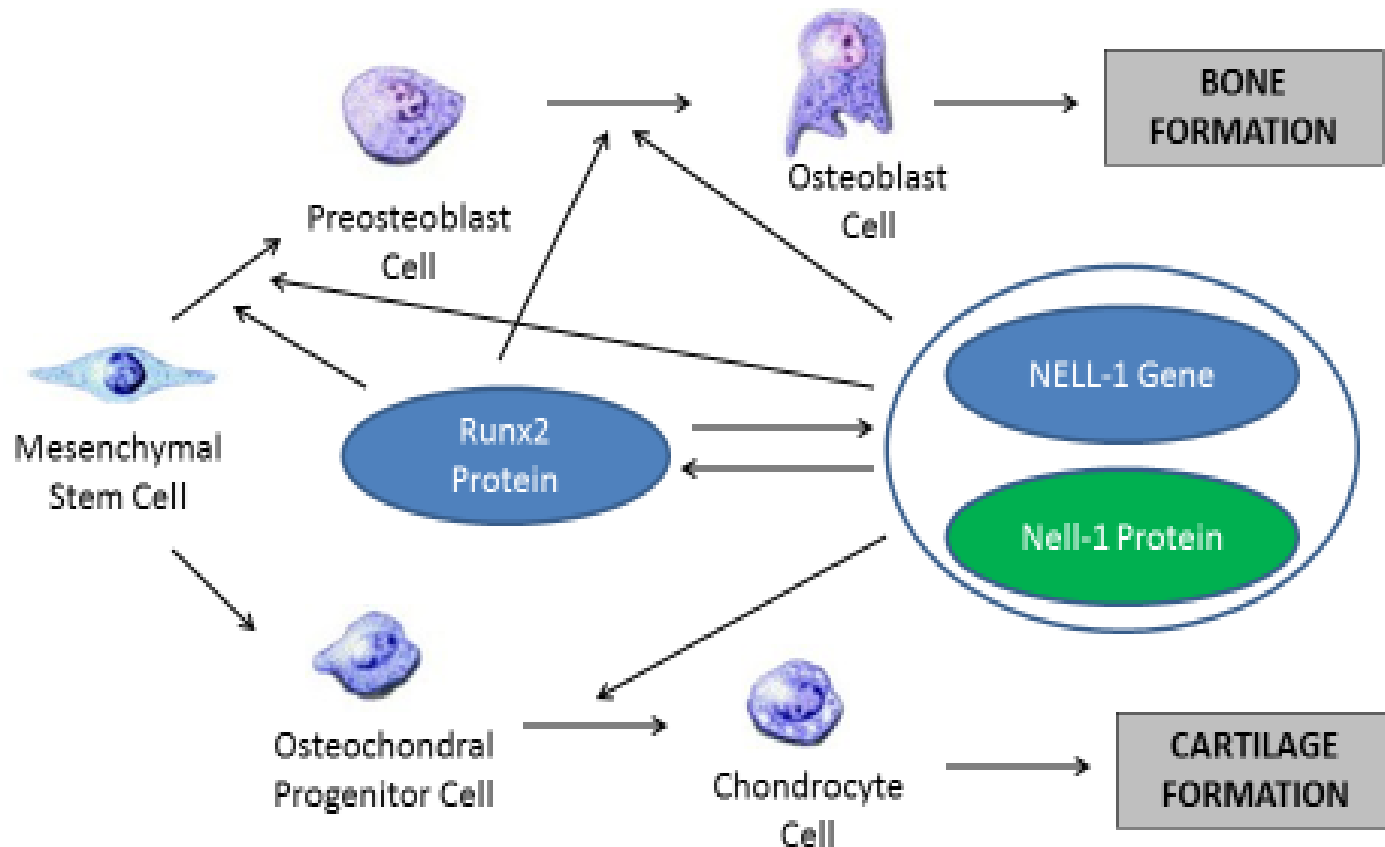 BONE
FORMATION
Osteoblast
Cell
Preosteoblast
Cell
NELL-1 Gene
Runx2
Protein
Mesenchymal
Stem Cell
Nell-1 Protein
Osteochondral
Progenitor Cell
Chondrocyte
Cell
CARTILAGE
FORMATION